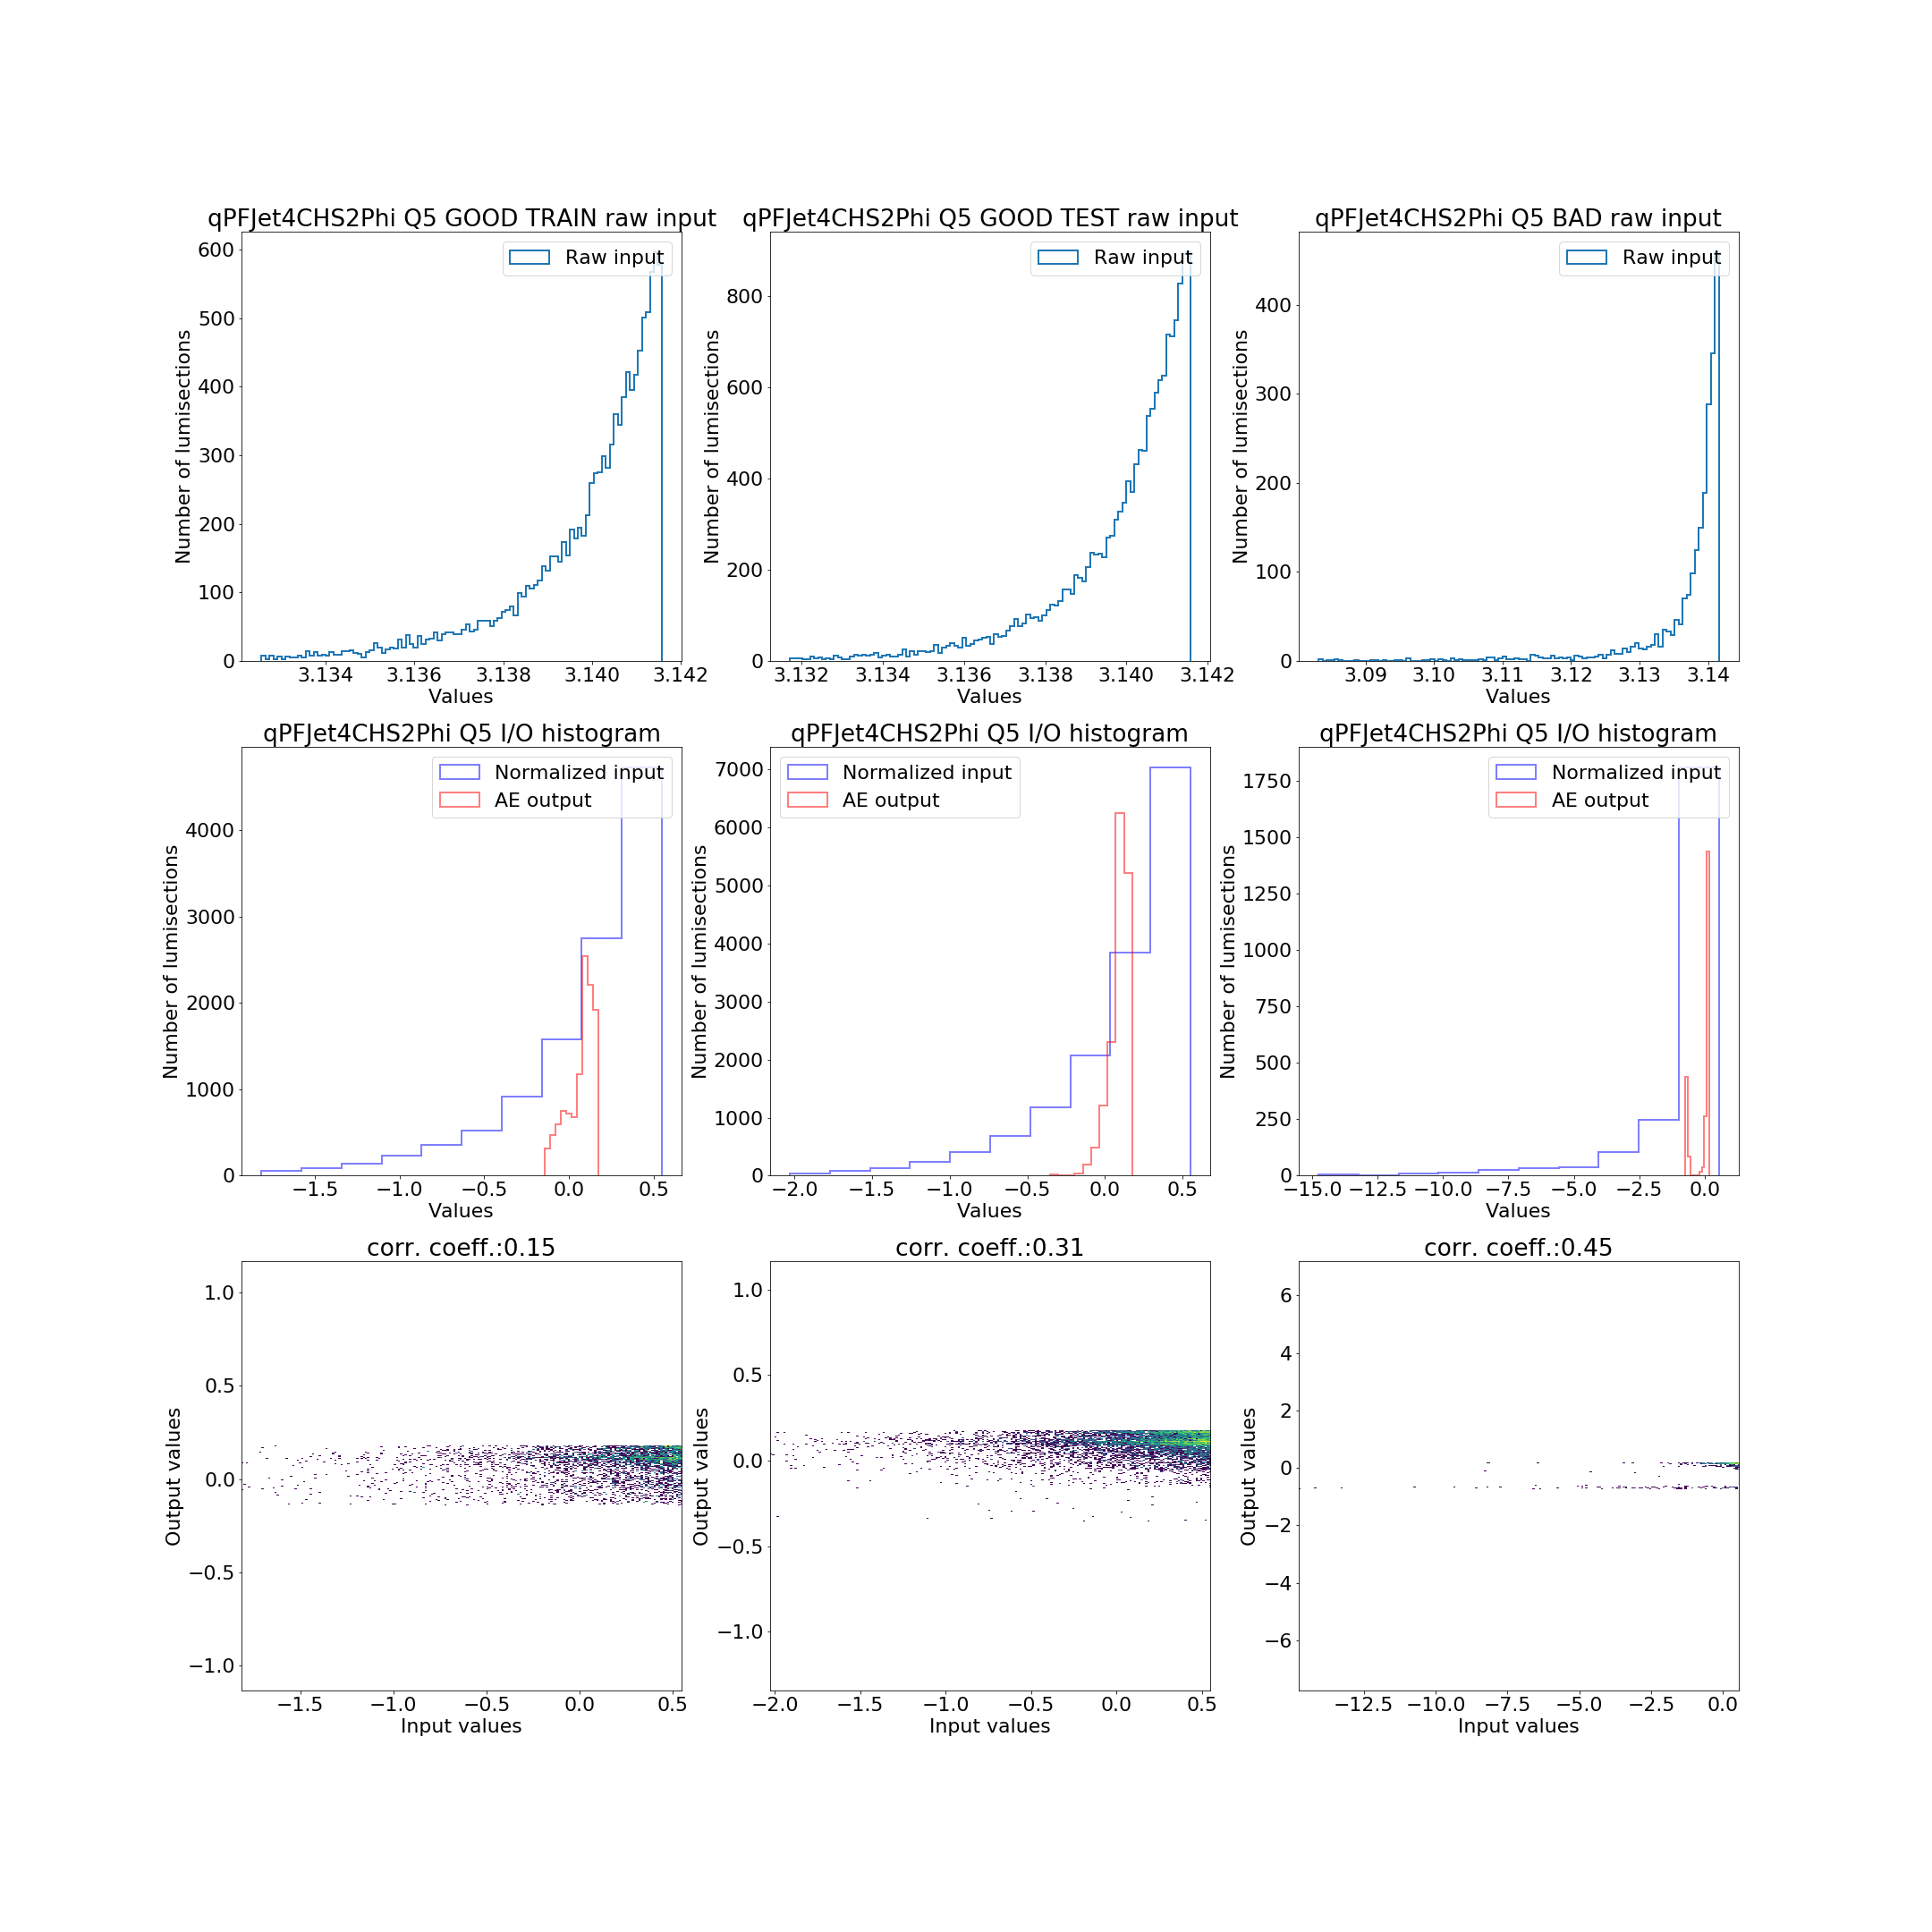 qPFJet4CHS2Phi Q5 GOOD TRAIN raw input
Raw input
600
500
400
300
200
100
0
Number of lumisections
3.134 3.136 3.138 3.140 3.142
Values
qPFJet4CHS2Phi Q5 GOOD TEST raw input
Raw input
800
600
400
200
0
Number of lumisections
3.132 3.134 3.136 3.138 3.140 3.142
Values
qPFJet4CHS2Phi Q5 BAD raw input
Raw input
400
300
200
100
0
Number of lumisections
3.09 3.10 3.11 3.12 3.13 3.14
Values
qPFJet4CHS2Phi Q5 I/O histogram
Normalized input
AE output
4000
3000
2000
1000
0
Number of lumisections
−1.5 −1.0 −0.5 0.0 0.5
Values
qPFJet4CHS2Phi Q5 I/O histogram
Normalized input
AE output
7000
6000
5000
4000
3000
2000
1000
0
Number of lumisections
−2.0 −1.5 −1.0 −0.5 0.0 0.5
Values
qPFJet4CHS2Phi Q5 I/O histogram
Normalized input
AE output
1750
1500
1250
1000
750
500
250
0
Number of lumisections
−15.0 −12.5 −10.0 −7.5 −5.0 −2.5 0.0
Values
corr. coeff.:0.15
1.0
0.5
0.0
−0.5
−1.0
Output values
−1.5 −1.0 −0.5 0.0 0.5
Input values
corr. coeff.:0.31
1.0
0.5
0.0
−0.5
−1.0
Output values
−2.0 −1.5 −1.0 −0.5 0.0 0.5
Input values
corr. coeff.:0.45
6
4
2
0
−2
−4
−6
Output values
−12.5 −10.0 −7.5 −5.0 −2.5 0.0
Input values